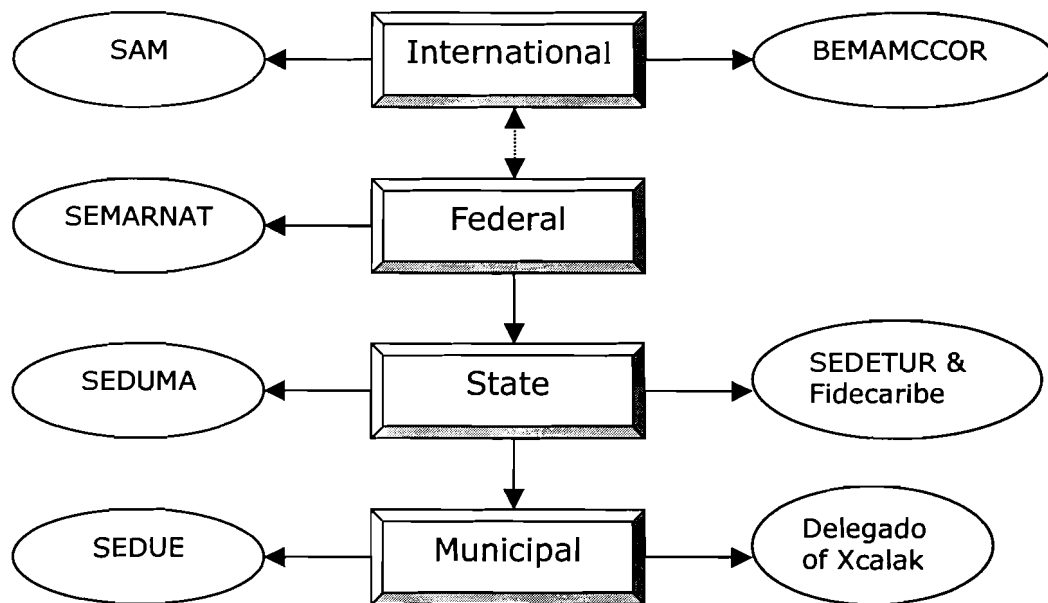 SAM
International
BEMAMCCOR
SEMARNAT
Federal
SEDUMA
State
SEDETUR &
Fidecaribe
SEDUE
Municipal
Delegado
of Xcalak